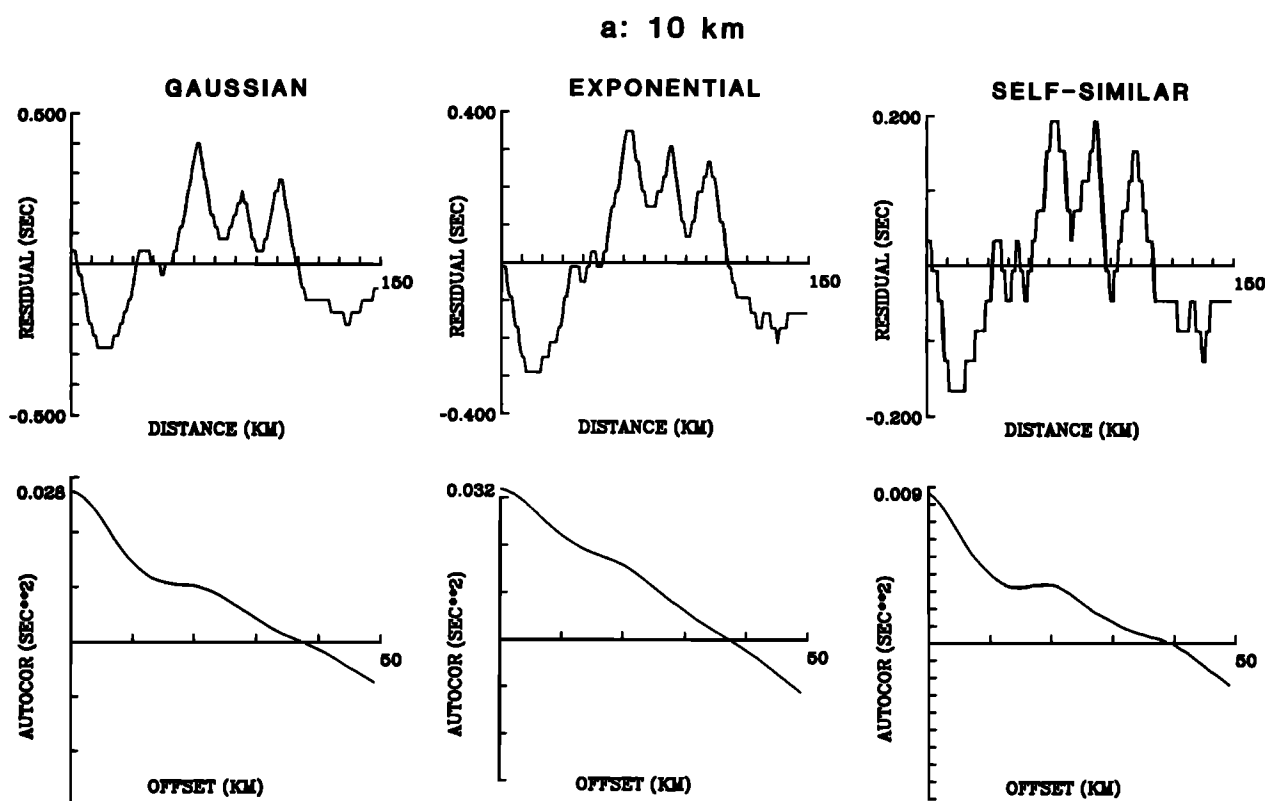 a: 10 km
GAUSSIAN
0.500
RESIDUAL (SEC)
150
-0.500
DISTANCE (KM)
EXPONENTIAL
0.400
RESIDUAL (SEC)
150
-0.400
DISTANCE (KM)
SELF-SIMILAR
0.200
RESIDUAL (SEC)
150
-0.200
DISTANCE (KM)
0.028
AUTOCOR (SEC**2)
50
OFFSET (KM)
0.032
AUTOCOR (SEC**2)
50
OFFSET (KM)
0.009
AUTOCOR (SEC**2)
50
OFFSET (KM)